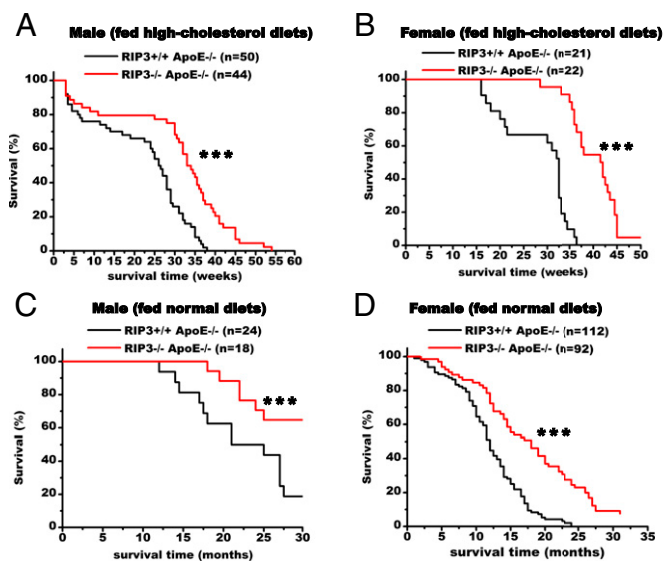 A
Male (fed high-cholesterol diets)
RIP3+/+ ApoE-/- (n=50)
RIP3-/- ApoE-/- (n=44)
Survival (%)
100
80
60
40
20
0
***
0 5 10 15 20 25 30 35 40 45 50 55 60
survival time (weeks)
B
Female (fed high-cholesterol diets)
RIP3+/+ ApoE-/- (n=21)
RIP3-/- ApoE-/- (n=22)
Survival (%)
100
80
60
40
20
0
***
0 5 10 15 20 25 30 35 40 45 50
survival time (weeks)
C
Male (fed normal diets)
RIP3+/+ ApoE-/- (n=24)
RIP3-/- ApoE-/- (n=18)
Survival (%)
100
80
60
40
20
0
***
0 5 10 15 20 25 30
survival time (months)
D
Female (fed normal diets)
RIP3+/+ ApoE-/- (n=112)
RIP3-/- ApoE-/- (n=92)
Survival (%)
100
80
60
40
20
0
***
0 5 10 15 20 25 30 35
survival time (months)